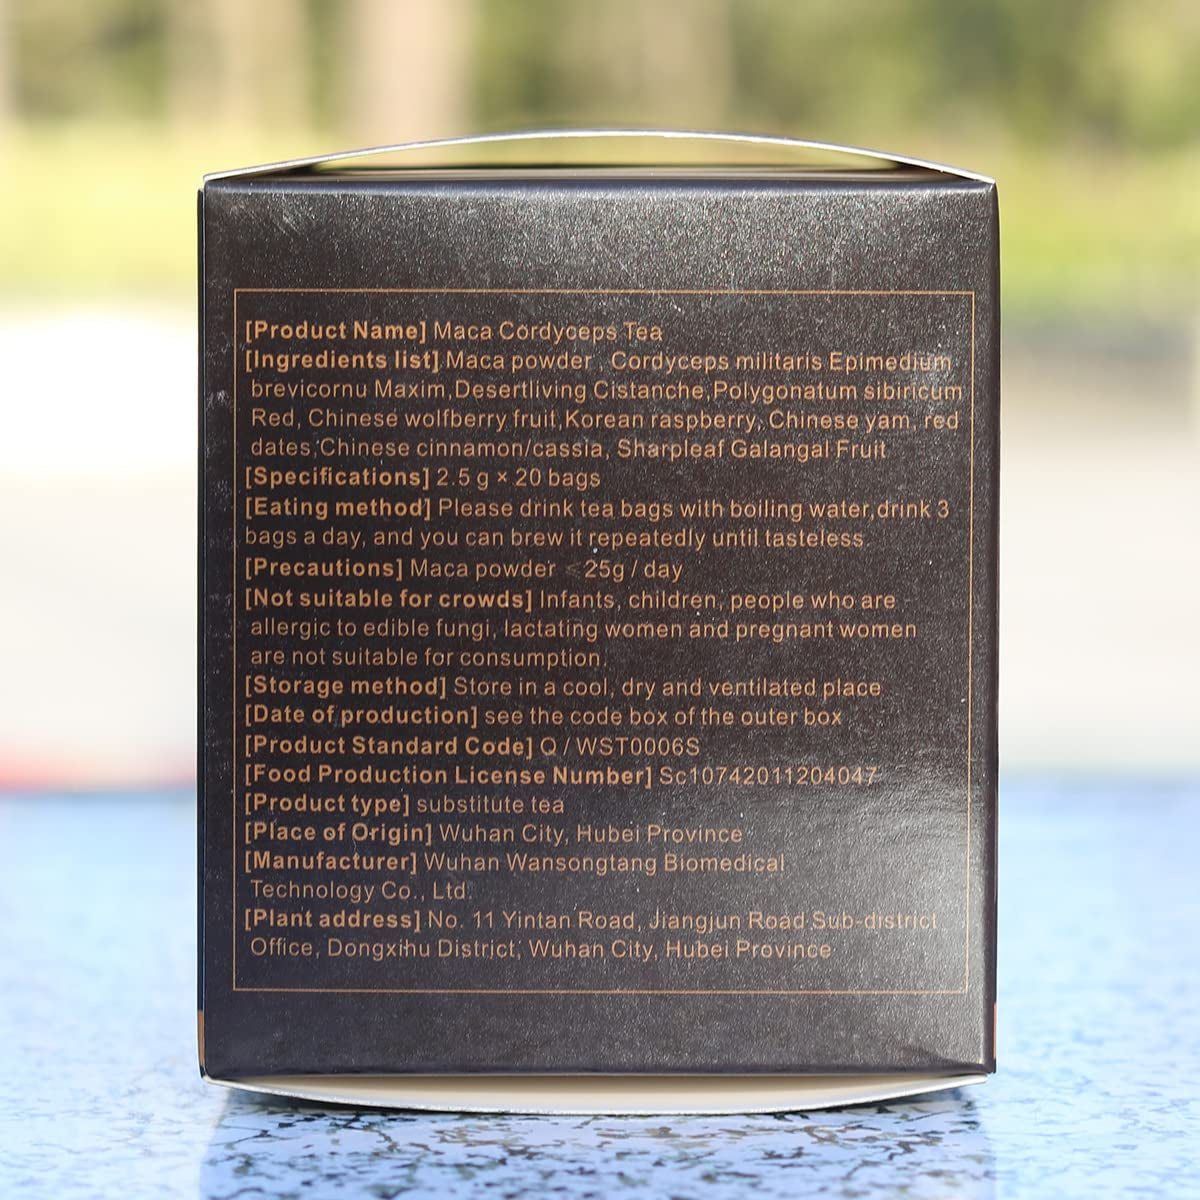 [Product Name] Maca Cordyceps Tea
[Ingredients list] Maca powder , Cordyceps militaris Epimedium
brevicornu Maxim,Desertliving Cistanche,Polygonatum sibiricum
Red, Chinese wolfberry fruit,Korean raspberry, Chinese yam, red
dates,Chinese cinnamon/cassia, Sharpleaf Galangal Fruit
[Specifications] 2.5 g × 20 bags
[Eating method] Please drink tea bags with boiling water,drink 3
bags a day, and you can brew it repeatedly until tasteless
[Precautions] Maca powder ≤25g / day
[Not suitable for crowds] Infants, children, people who are
allergic to edible fungi, lactating women and pregnant women
are not suitable for consumption.
[Storage method] Store in a cool, dry and ventilated place
[Date of production] see the code box of the outer box
[Product Standard Code] Q / WST0006S
[Food Production License Number] Sc10742011204047
[Product type] substitute tea
[Place of Origin] Wuhan City, Hubei Province
[Manufacturer] Wuhan Wansongtang Biomedical
Technology Co., Ltd.
[Plant address] No. 11 Yintan Road, Jiangjun Road Sub-district
Office, Dongxihu District, Wuhan City, Hubei Province